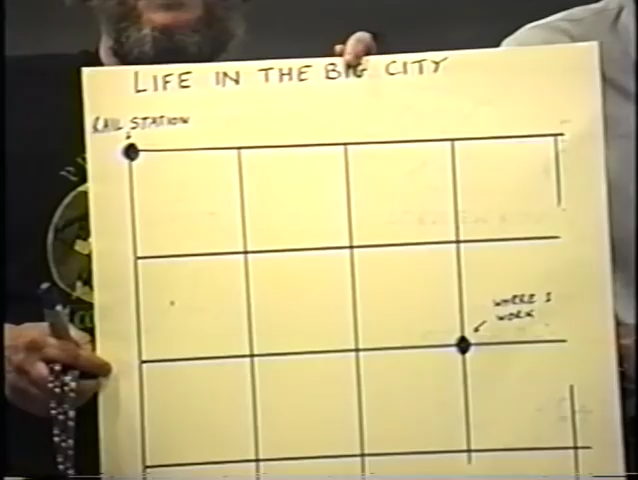 LIFE IN THE BIG CITY
RAIL STATION
WHERE I
WORK